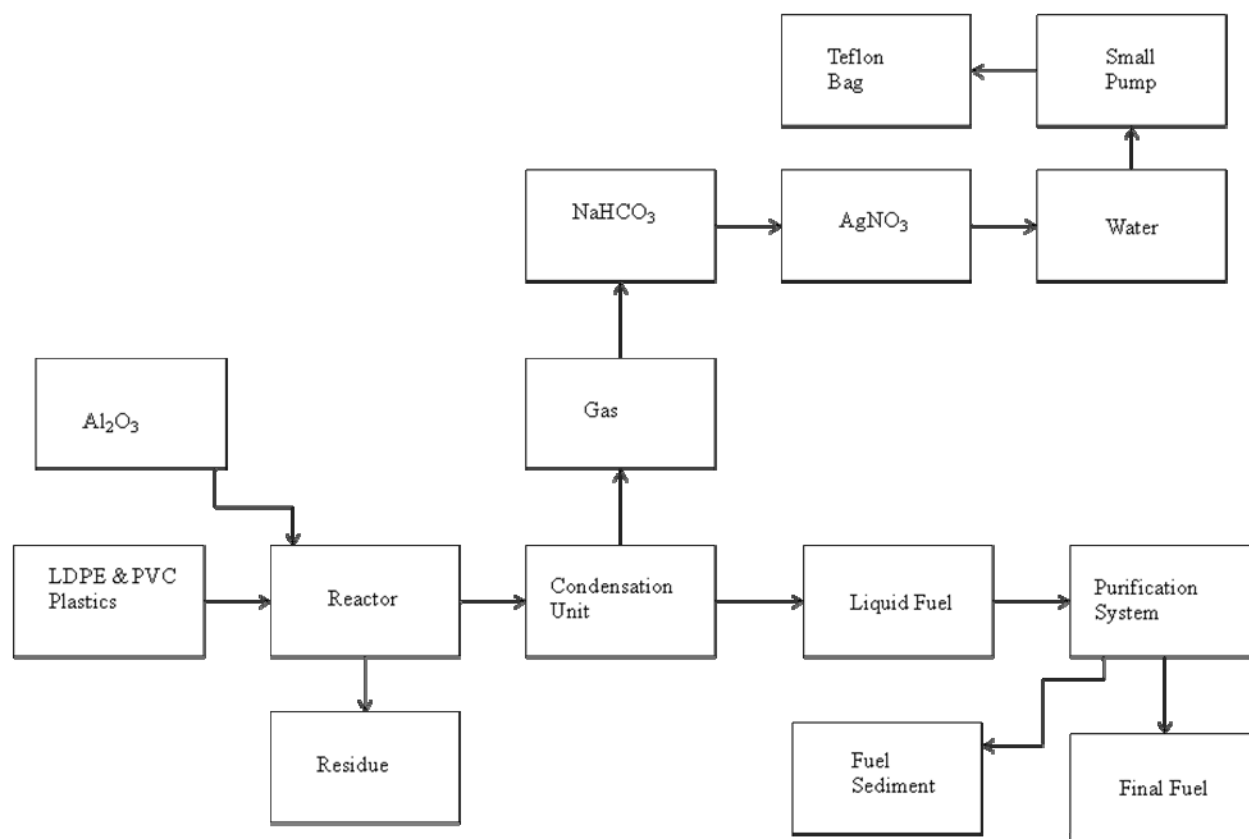 Teflon
Bag
Small
Pump
NaHCO₃
AgNO₃
Water
Al₂O₃
Gas
LDPE & PVC
Plastics
Reactor
Condensation
Unit
Liquid Fuel
Purification
System
Residue
Fuel
Sediment
Final Fuel